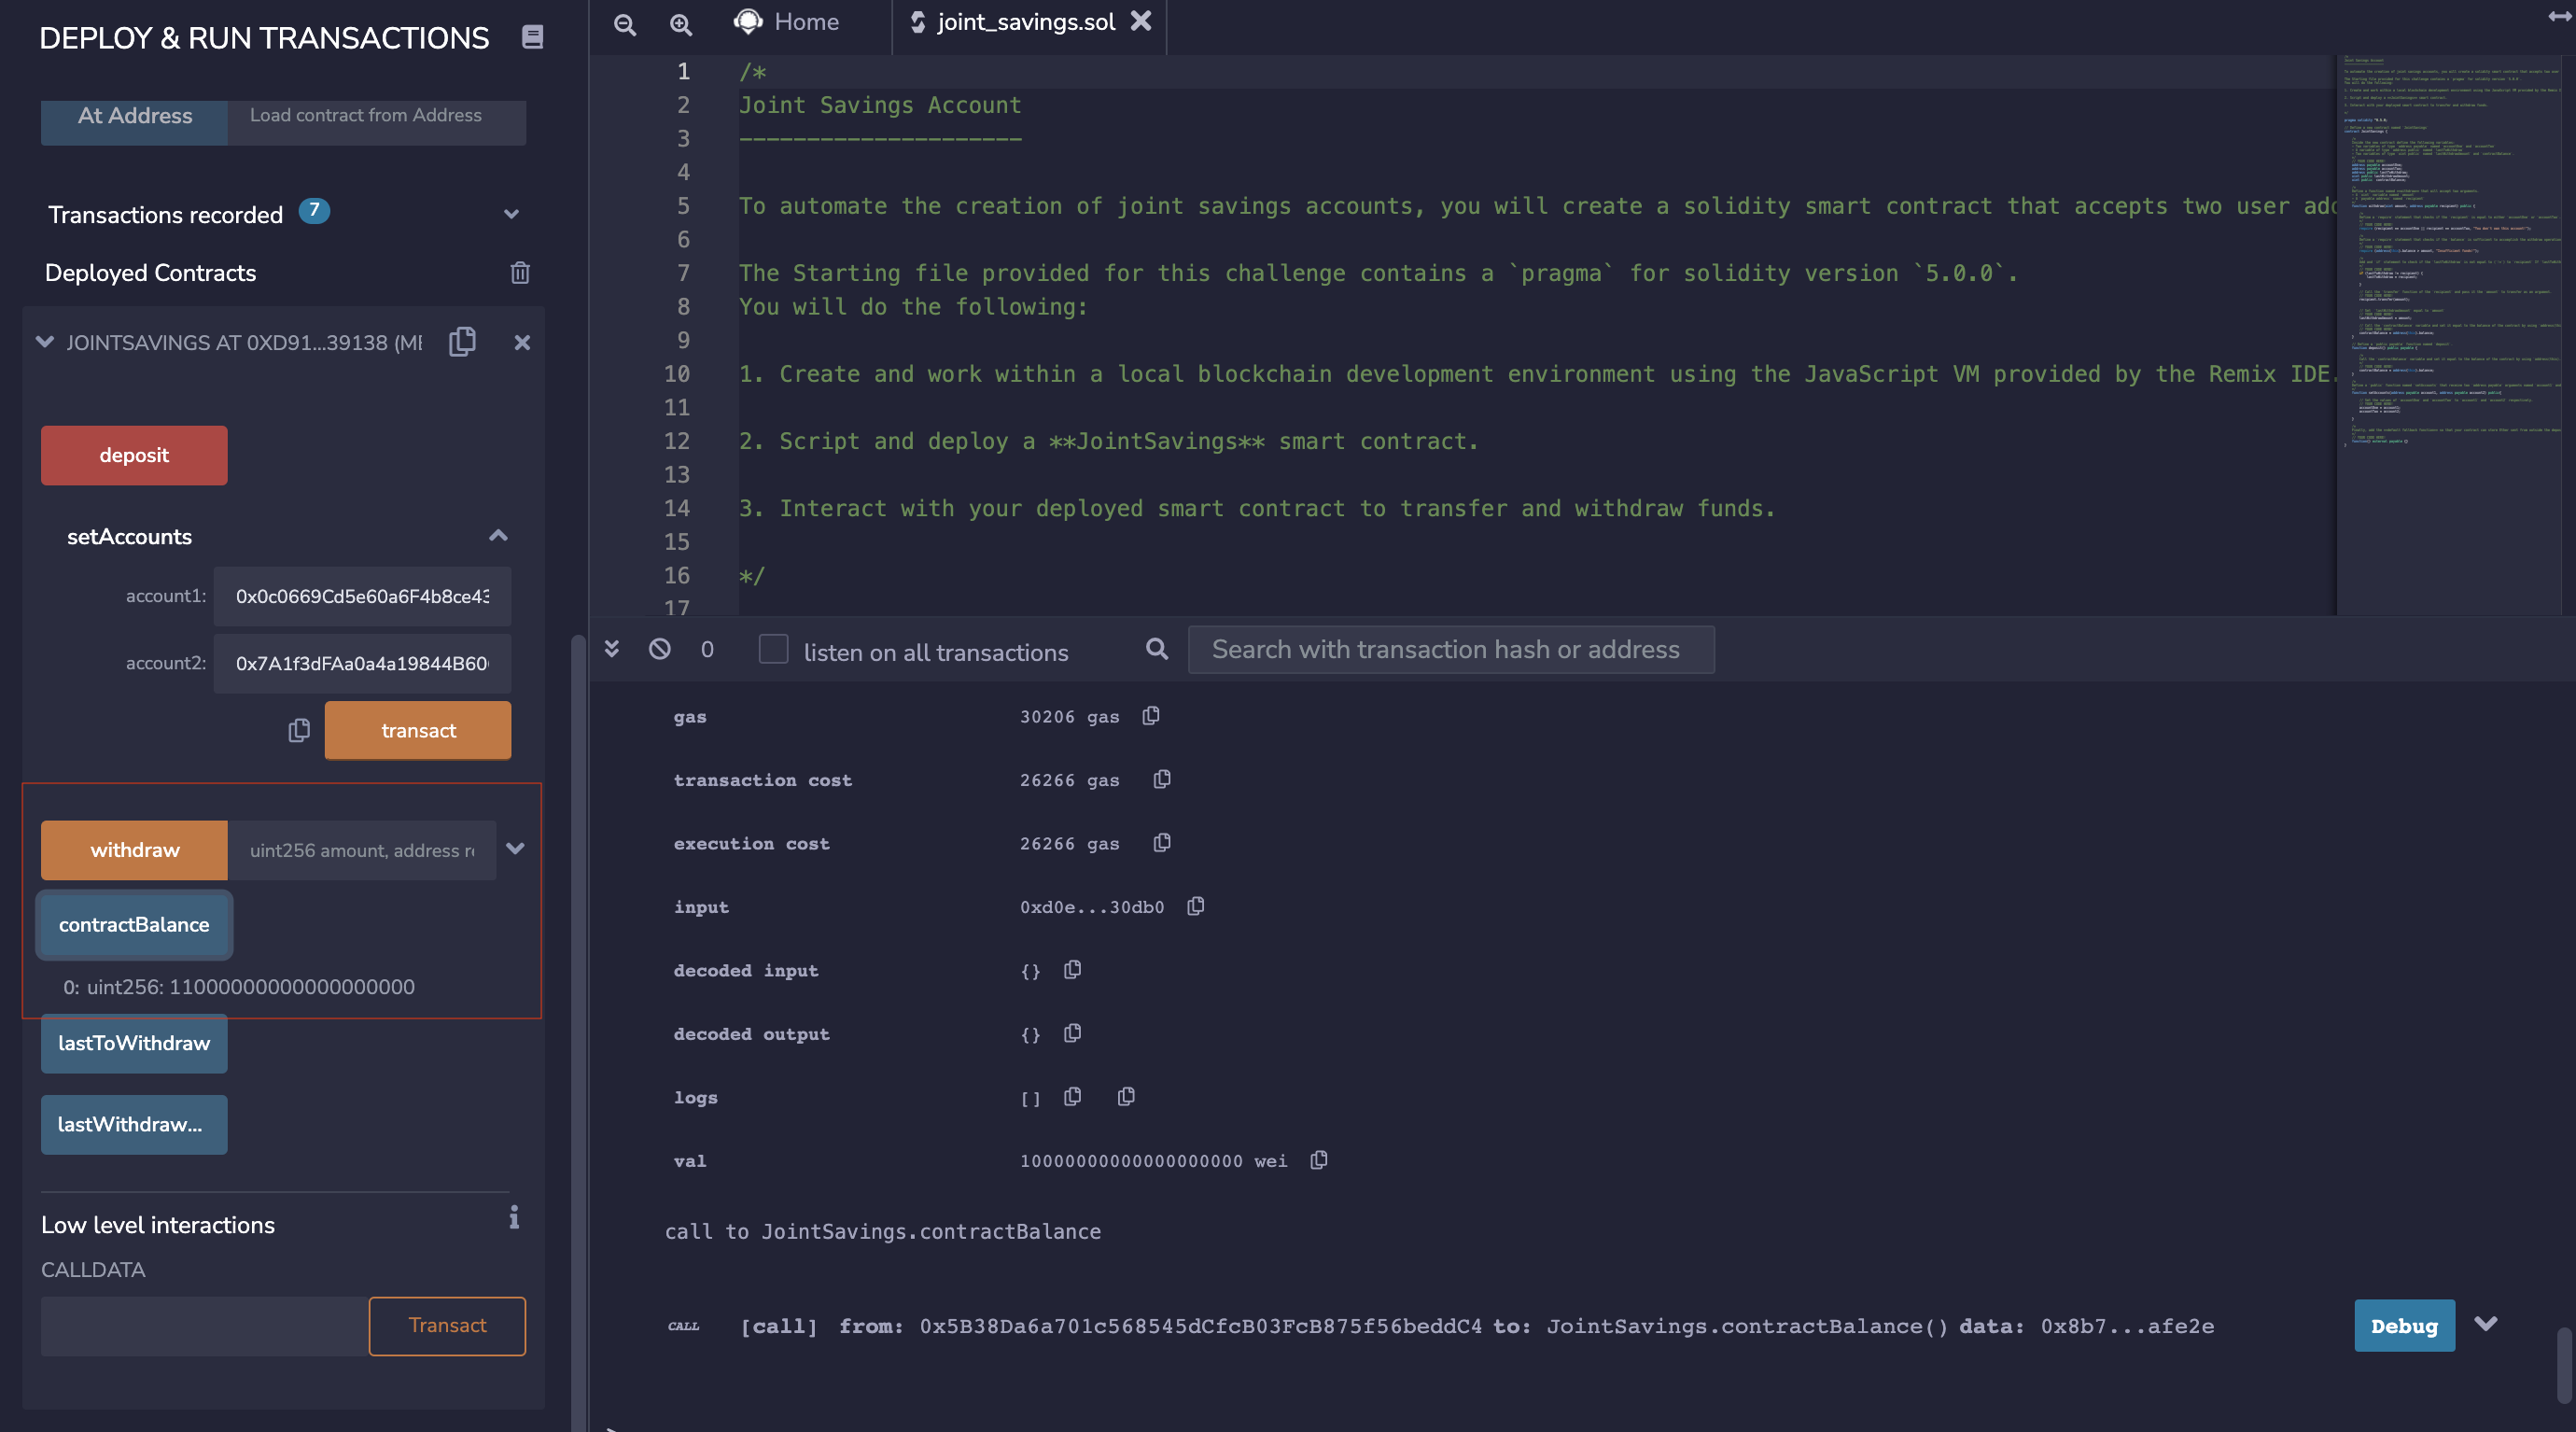 DEPLOY & RUN TRANSACTIONS
At Address
Load contract from Address
Transactions recorded 7
Deployed Contracts
JOINTSAVINGS AT 0XD91...39138 (ME
deposit
setAccounts
account1: 0x0c0669Cd5e60a6F4b8ce43
account2: 0x7A1f3dFAa0a4a19844B60
transact
withdraw
uint256 amount, address re
contractBalance
0: uint256: 11000000000000000000
lastToWithdraw
lastWithdraw...
Low level interactions
CALLDATA
Transact
Home
joint_savings.sol
1 /*
2 Joint Savings Account
3 ---------------------
4
5 To automate the creation of joint savings accounts, you will create a solidity smart contract that accepts two user add
6
7 The Starting file provided for this challenge contains a `pragma` for solidity version `5.0.0`.
8 You will do the following:
9
10 1. Create and work within a local blockchain development environment using the JavaScript VM provided by the Remix IDE.
11
12 2. Script and deploy a **JointSavings** smart contract.
13
14 3. Interact with your deployed smart contract to transfer and withdraw funds.
15
16 */
17
0
listen on all transactions
Search with transaction hash or address
gas 30206 gas
transaction cost 26266 gas
execution cost 26266 gas
input 0xd0e...30db0
decoded input {}
decoded output {}
logs []
val 10000000000000000000 wei
call to JointSavings.contractBalance
CALL [call] from: 0x5B38Da6a701c568545dCfcB03FcB875f56beddC4 to: JointSavings.contractBalance() data: 0x8b7...afe2e
Debug